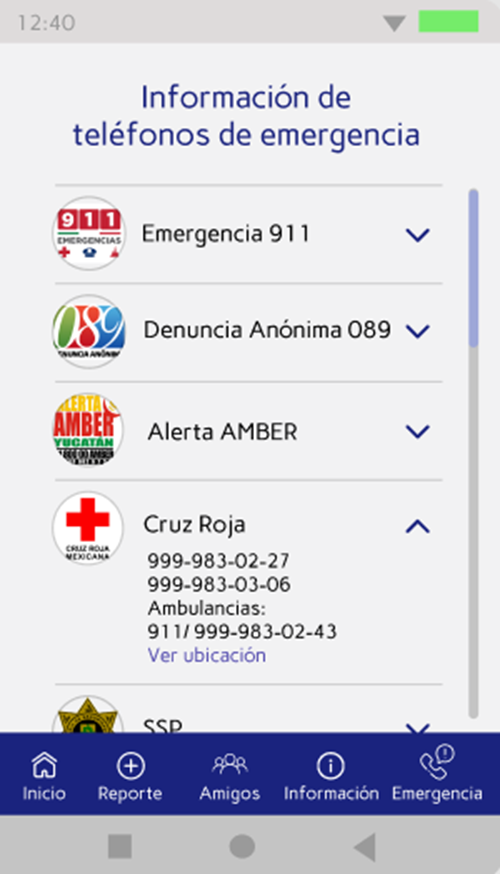 12:40
Información de
teléfonos de emergencia
911
EMERGENCIAS
Emergencia 911
089
DENUNCIA ANÓNIMA
Denuncia Anónima 089
ALERTA
AMBER
YUCATÁN
Alerta AMBER
CRUZ ROJA
MEXICANA
Cruz Roja
999-983-02-27
999-983-03-06
Ambulancias:
911/ 999-983-02-43
Ver ubicación
SSP
Inicio
Reporte
Amigos
Información
Emergencia